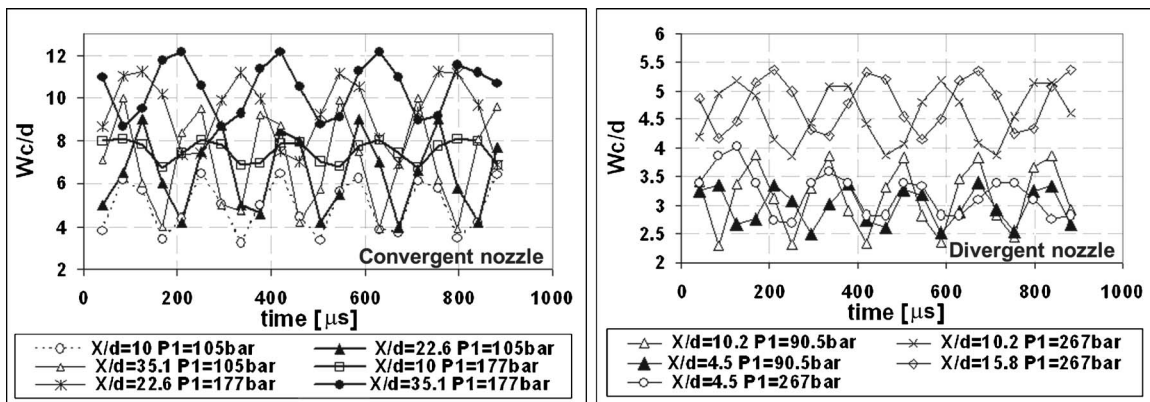 Wc/d
12
10
8
6
4
2
0 200 400 600 800 1000
Convergent nozzle
time [µs]
X/d=10 P1=105bar X/d=22.6 P1=105bar
X/d=35.1 P1=105bar X/d=10 P1=177bar
X/d=22.6 P1=177bar X/d=35.1 P1=177bar
Wc/d
6
5.5
5
4.5
4
3.5
3
2.5
2
0 200 400 600 800 1000
Divergent nozzle
time [µs]
X/d=10.2 P1=90.5bar X/d=10.2 P1=267bar
X/d=4.5 P1=90.5bar X/d=15.8 P1=267bar
X/d=4.5 P1=267bar